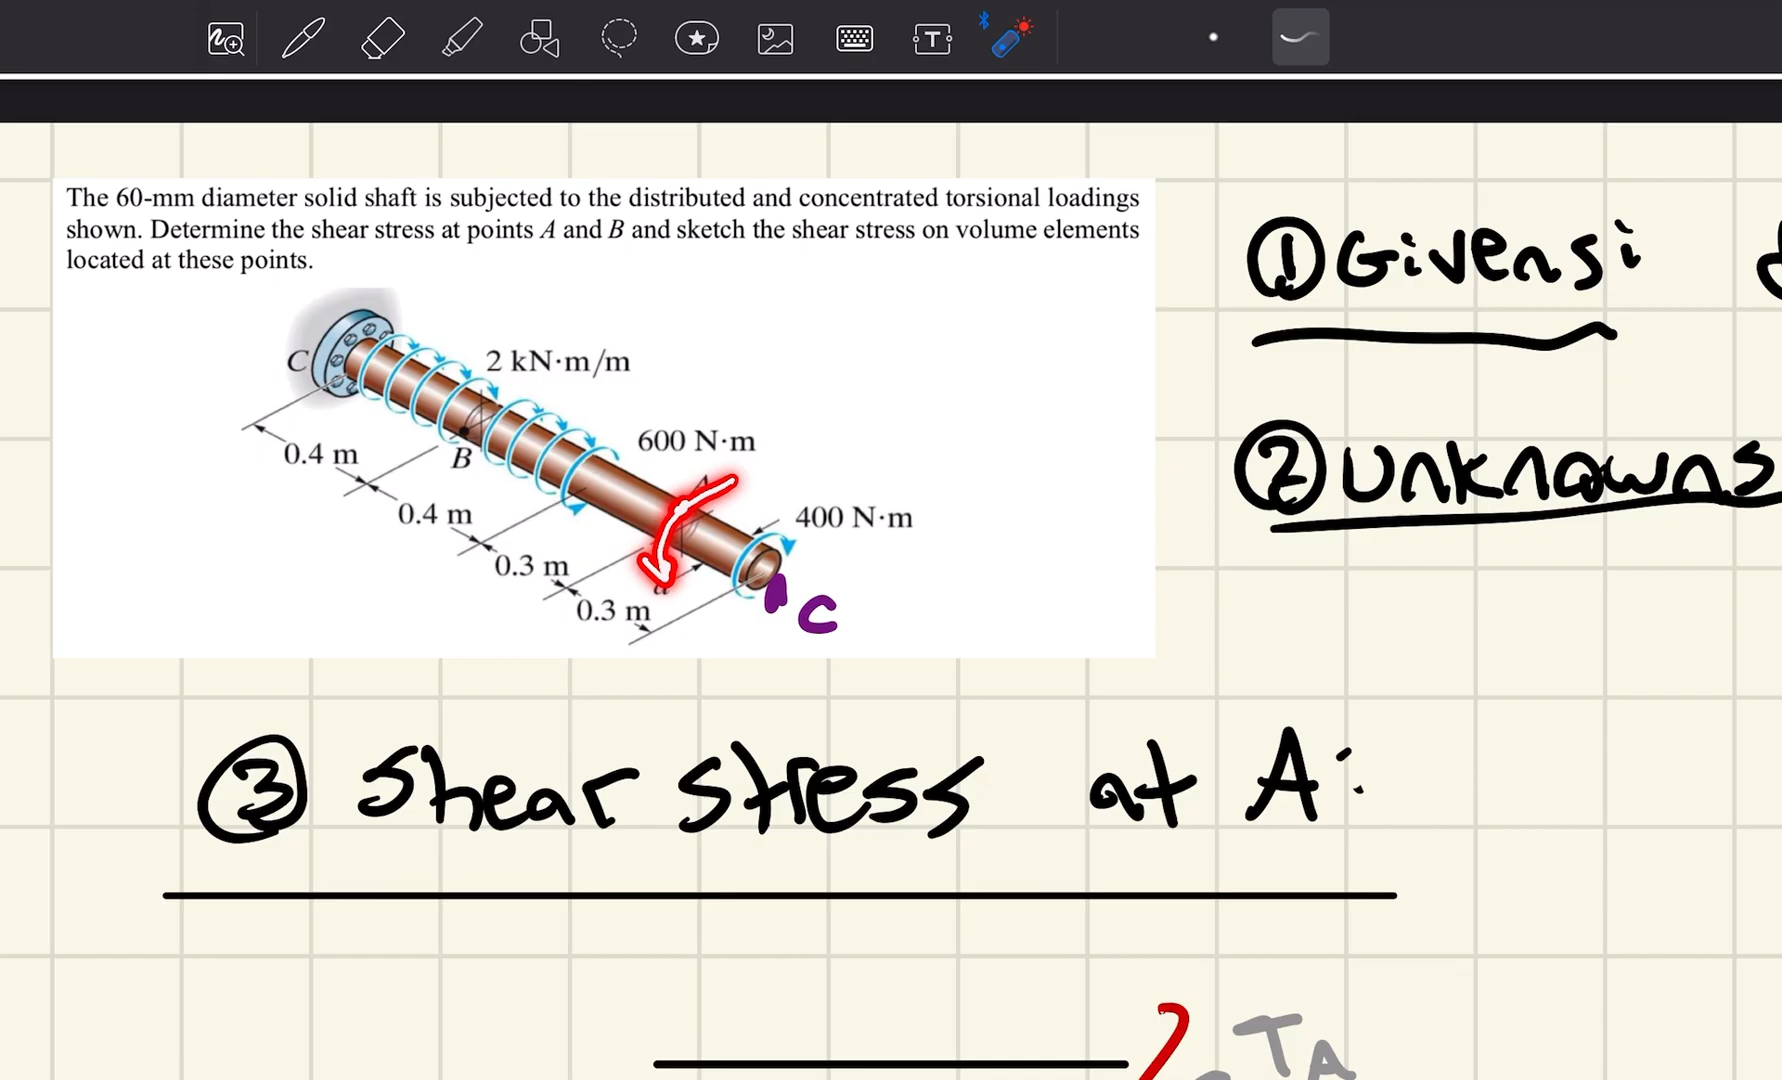 The 60-mm diameter solid shaft is subjected to the distributed and concentrated torsional loadings
shown. Determine the shear stress at points A and B and sketch the shear stress on volume elements
located at these points.
C
2 kN·m/m
600 N·m
400 N·m
B
0.4 m
0.4 m
0.3 m
0.3 m
C
① Givens:
② Unknowns
③ Shear stress at A:
TA
T